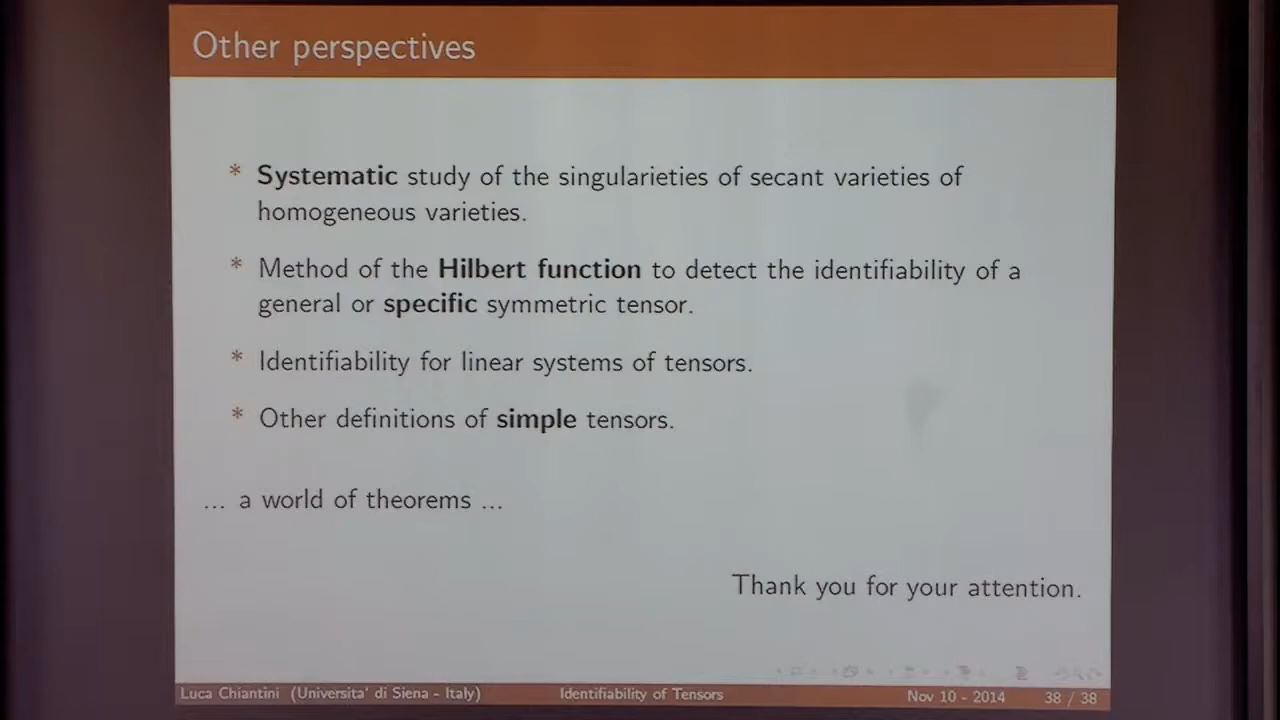 Other perspectives
* Systematic study of the singularieties of secant varieties of
homogeneous varieties.
* Method of the Hilbert function to detect the identifiability of a
general or specific symmetric tensor.
* Identifiability for linear systems of tensors.
* Other definitions of simple tensors.
... a world of theorems ...
Thank you for your attention.
Luca Chiantini (Universita' di Siena - Italy) Identifiability of Tensors Nov 10 - 2014 38 / 38